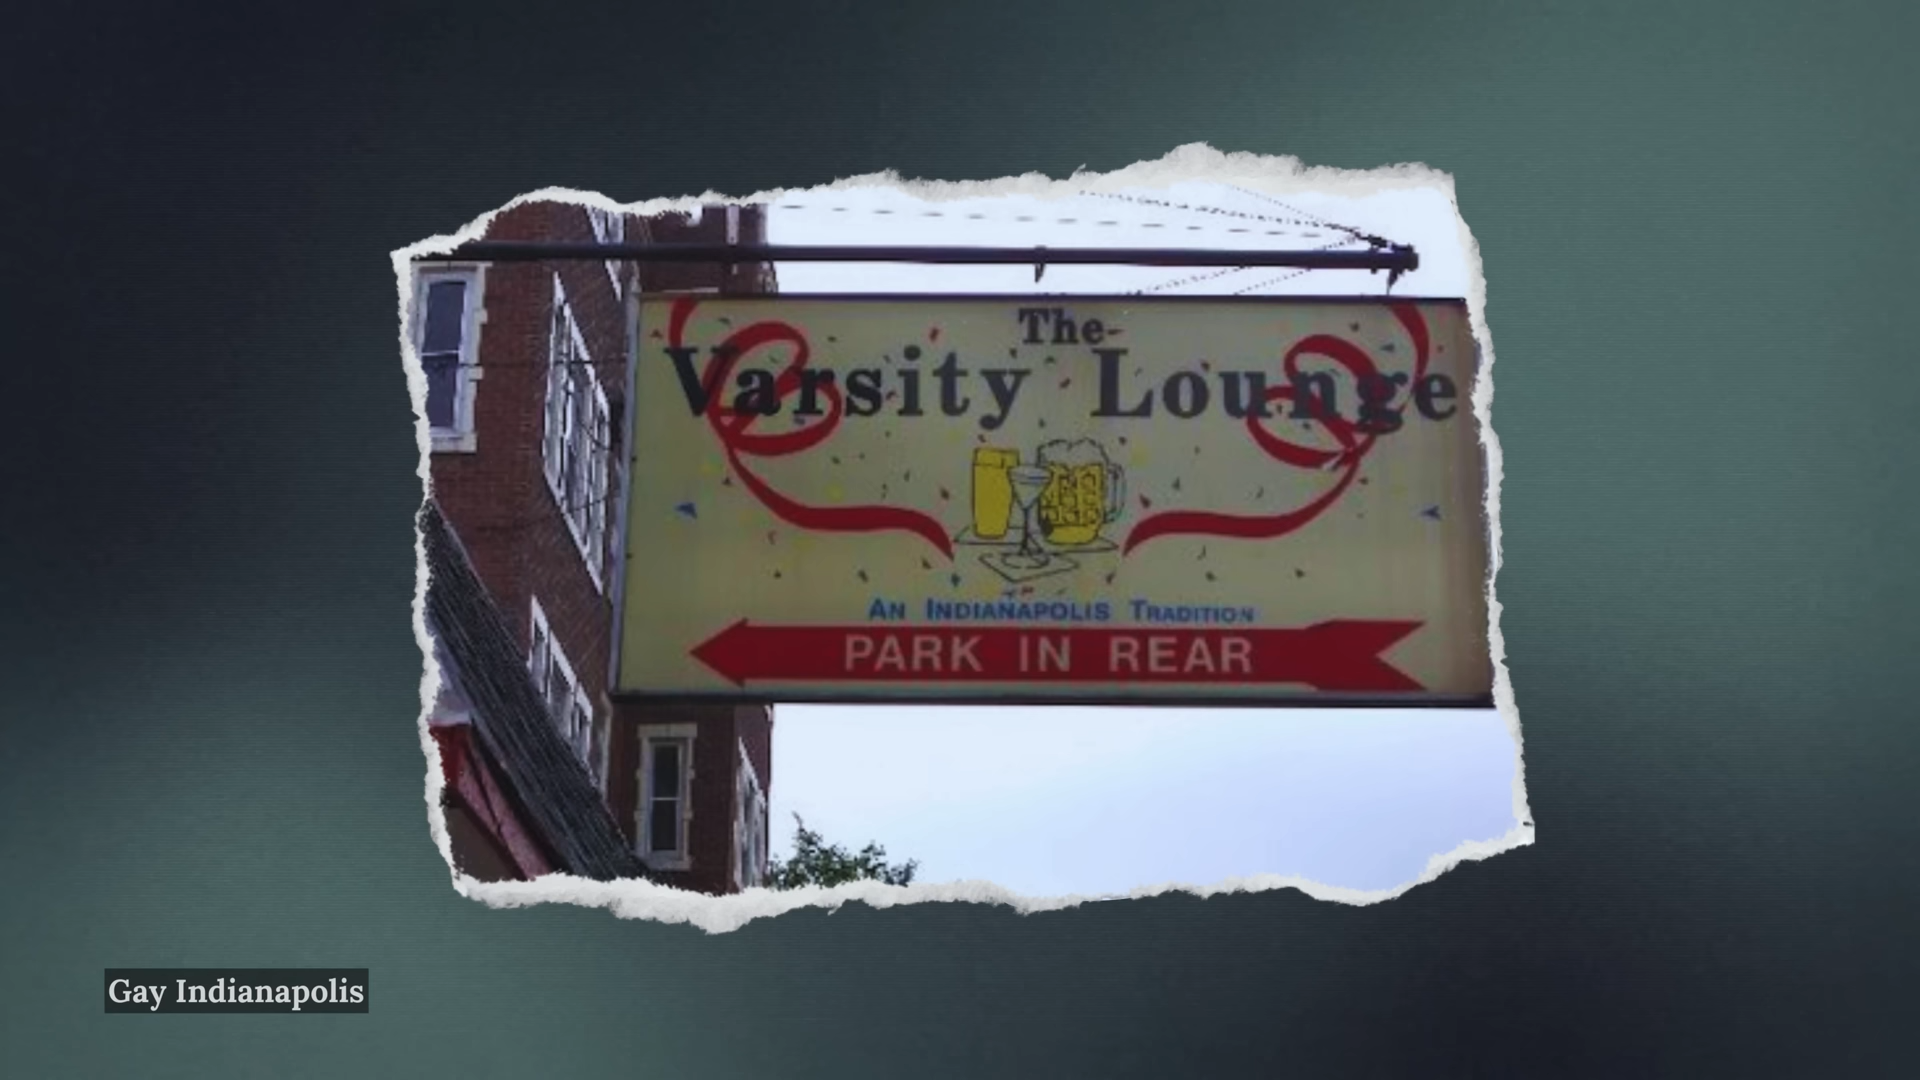 The
Varsity Lounge
An Indianapolis Tradition
PARK IN REAR
Gay Indianapolis